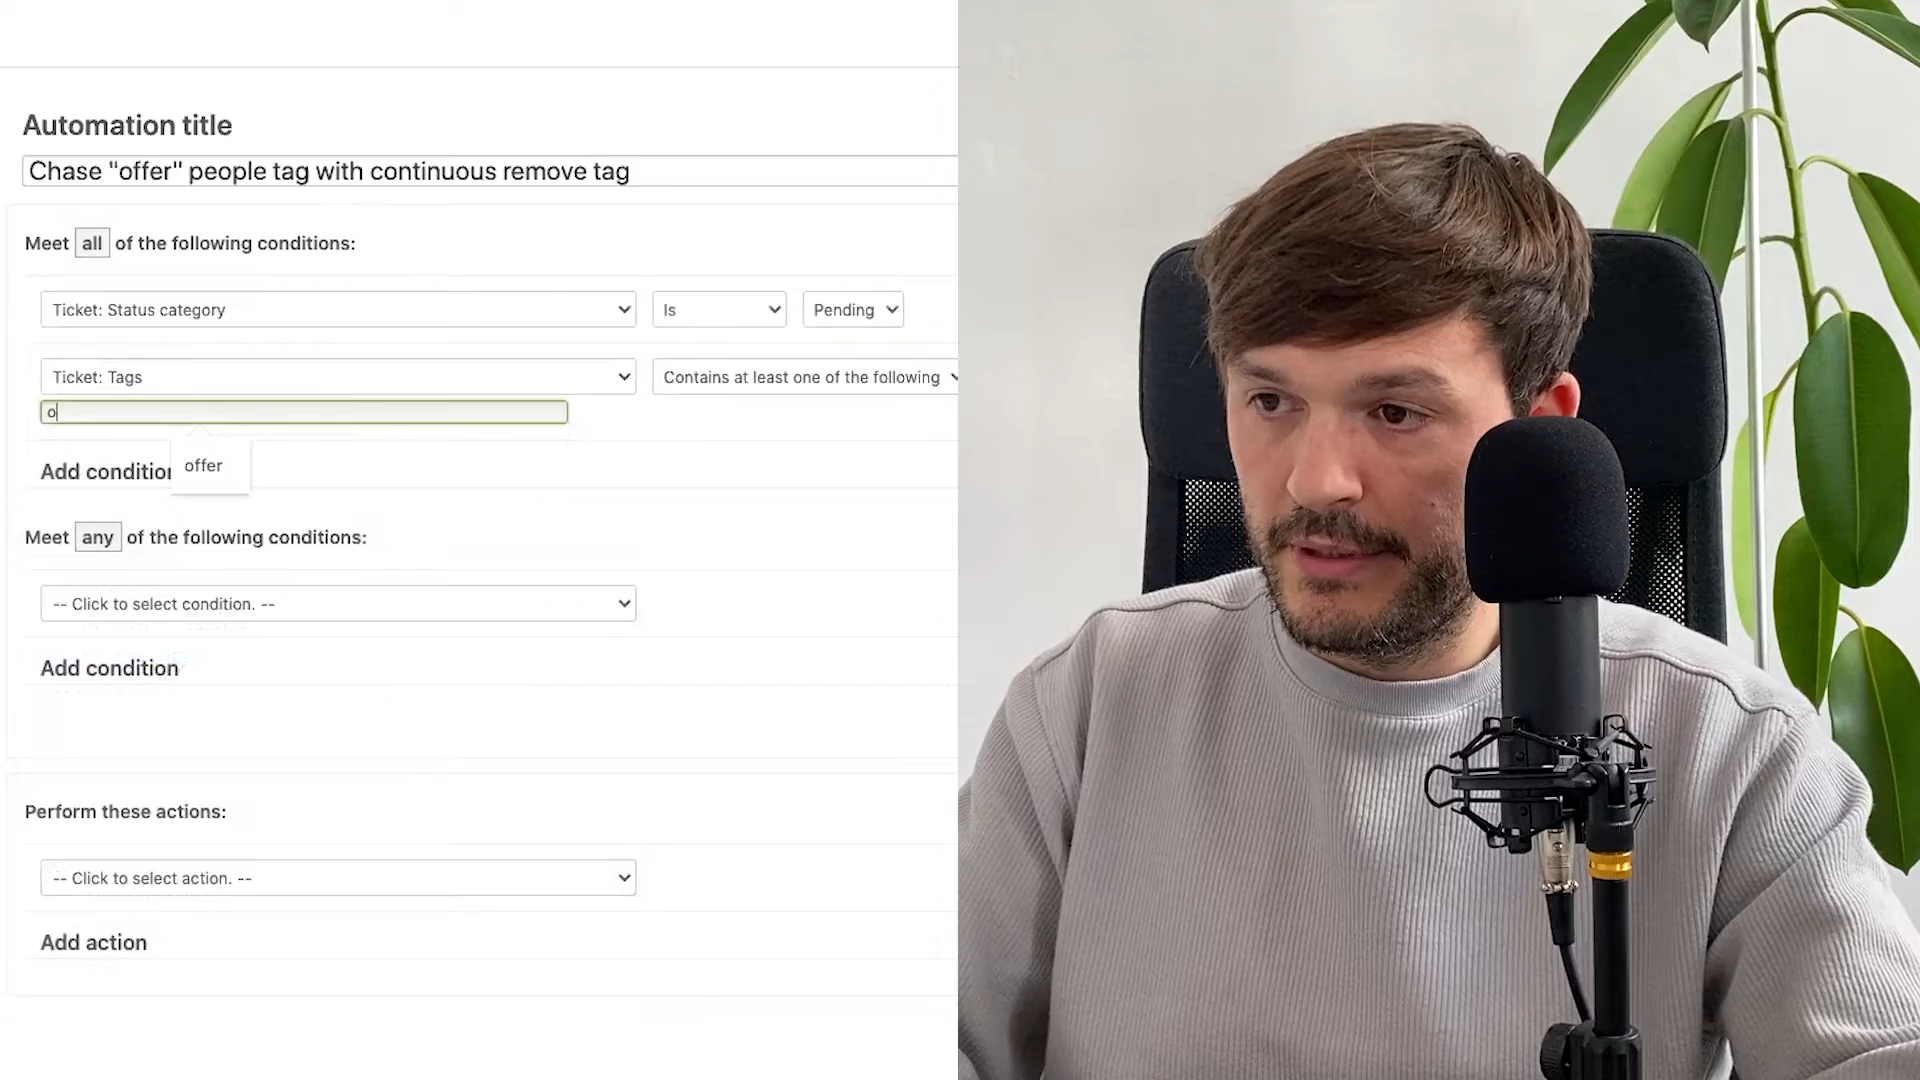 Automation title
Chase "offer" people tag with continuous remove tag
Meet all of the following conditions:
Ticket: Status category Is Pending
Ticket: Tags Contains at least one of the following
o
offer
Add condition
Meet any of the following conditions:
-- Click to select condition. --
Add condition
Perform these actions:
-- Click to select action. --
Add action